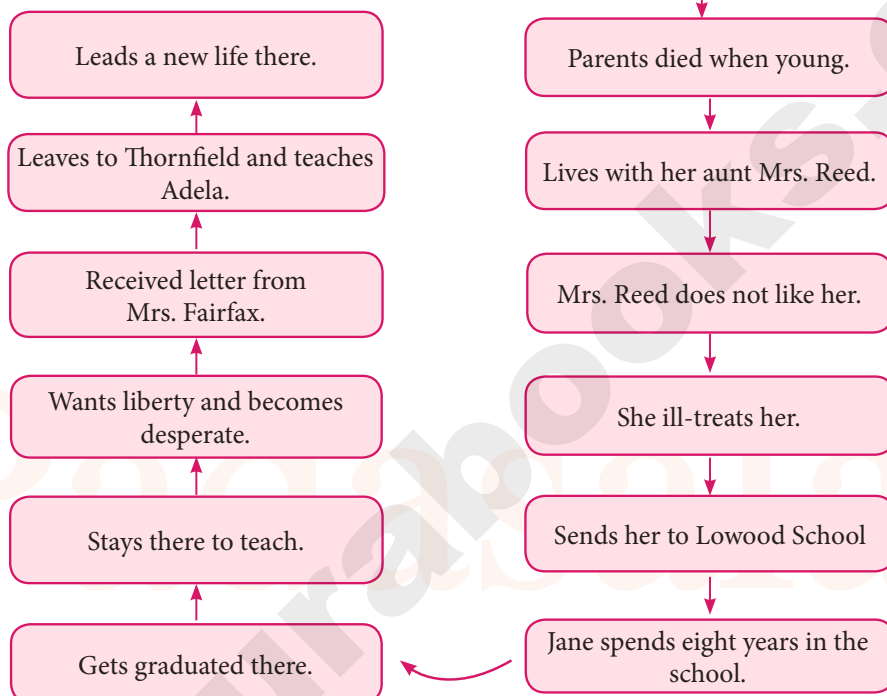 Parents died when young.
Lives with her aunt Mrs. Reed.
Mrs. Reed does not like her.
She ill-treats her.
Sends her to Lowood School
Jane spends eight years in the
school.
Gets graduated there.
Stays there to teach.
Wants liberty and becomes
desperate.
Received letter from
Mrs. Fairfax.
Leaves to Thornfield and teaches
Adela.
Leads a new life there.